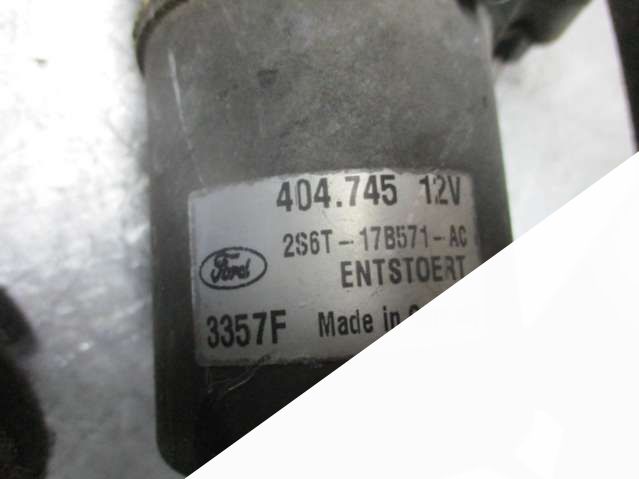 404.745 12V
2S6T-17B571-AC
Ford
ENTSTOERT
3357F Made in